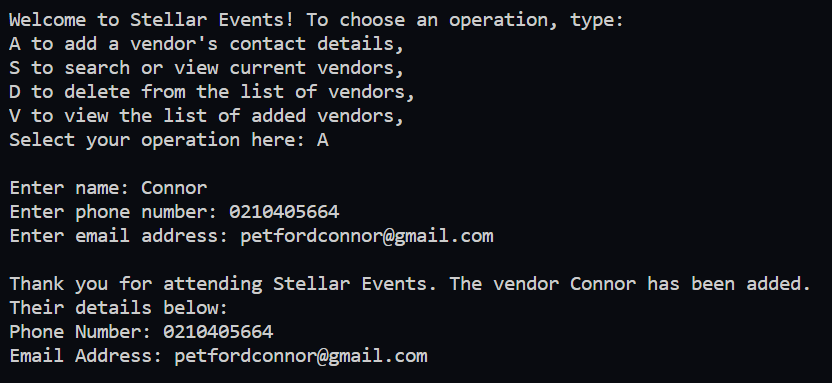 Welcome to Stellar Events! To choose an operation, type:
A to add a vendor's contact details,
S to search or view current vendors,
D to delete from the list of vendors,
V to view the list of added vendors,
Select your operation here: A
Enter name: Connor
Enter phone number: 0210405664
Enter email address: petfordconnor@gmail.com
Thank you for attending Stellar Events. The vendor Connor has been added.
Their details below:
Phone Number: 0210405664
Email Address: petfordconnor@gmail.com